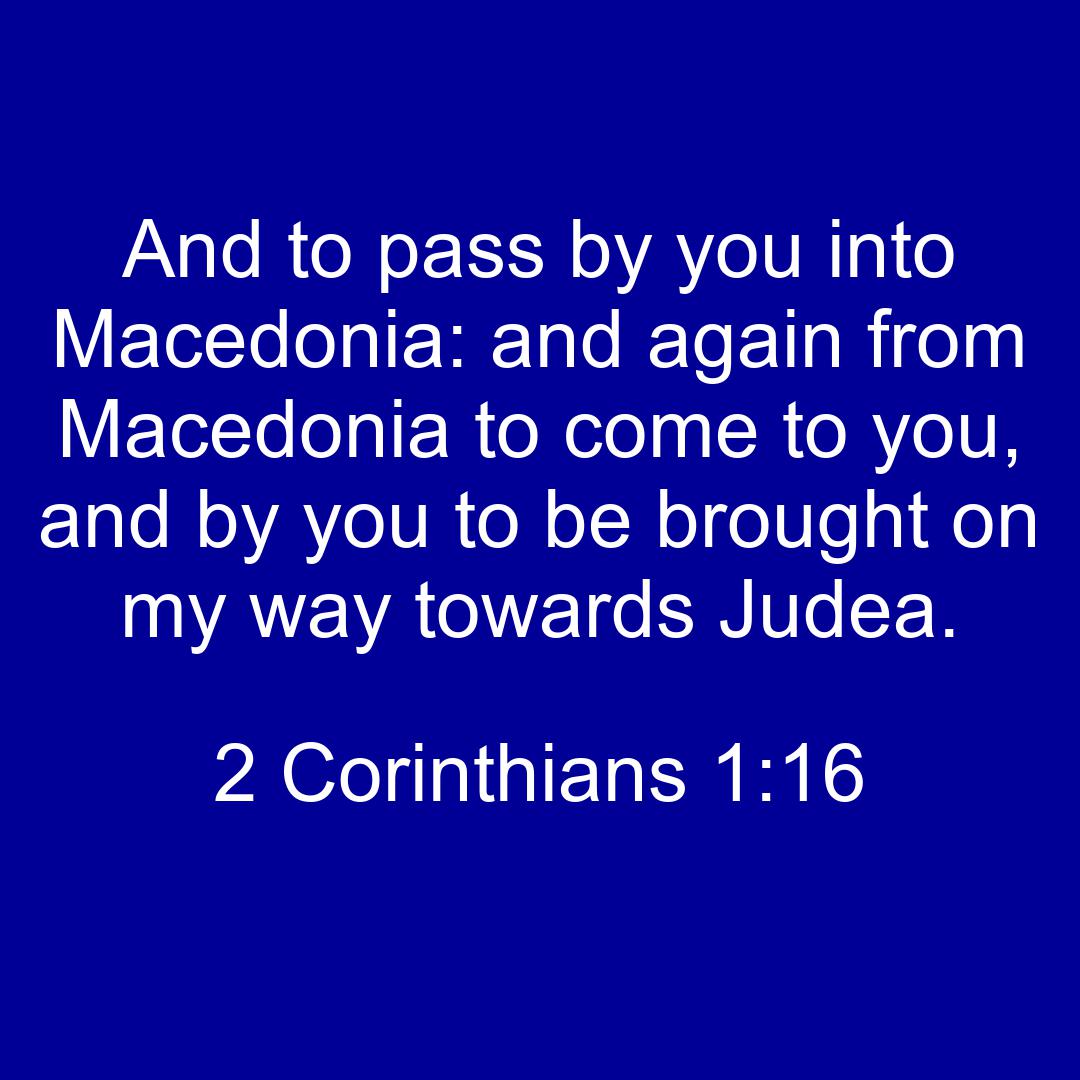 And to pass by you into
Macedonia: and again from
Macedonia to come to you,
and by you to be brought on
my way towards Judea.
2 Corinthians 1:16